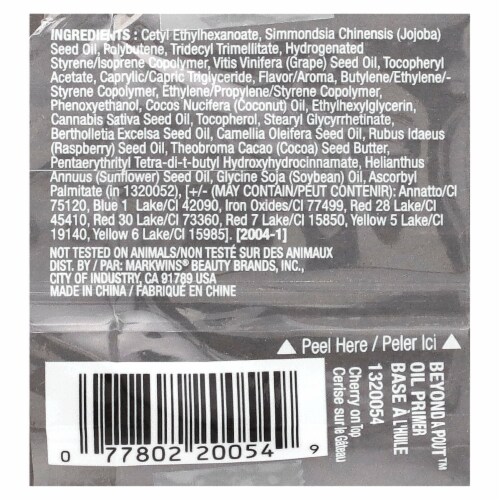 INGREDIENTS : Cetyl Ethylhexanoate, Simmondsia Chinensis (Jojoba)
Seed Oil, Polybutene, Tridecyl Trimellitate, Hydrogenated
Styrene/Isoprene Copolymer, Vitis Vinifera (Grape) Seed Oil, Tocopheryl
Acetate, Caprylic/Capric Triglyceride, Flavor/Aroma, Butylene/Ethylene/-
Styrene Copolymer, Ethylene/Propylene/Styrene Copolymer,
Phenoxyethanol, Cocos Nucifera (Coconut) Oil, Ethylhexylglycerin,
Cannabis Sativa Seed Oil, Tocopherol, Stearyl Glycyrrhetinate,
Bertholletia Excelsa Seed Oil, Camellia Oleifera Seed Oil, Rubus Idaeus
(Raspberry) Seed Oil, Theobroma Cacao (Cocoa) Seed Butter,
Pentaerythrityl Tetra-di-t-butyl Hydroxyhydrocinnamate, Helianthus
Annuus (Sunflower) Seed Oil, Glycine Soja (Soybean) Oil, Ascorbyl
Palmitate (in 1320052), [+/- (MAY CONTAIN/PEUT CONTENIR): Annatto/CI
75120, Blue 1 Lake/CI 42090, Iron Oxides/CI 77499, Red 28 Lake/CI
45410, Red 30 Lake/CI 73360, Red 7 Lake/CI 15850, Yellow 5 Lake/CI
19140, Yellow 6 Lake/CI 15985]. [2004-1]
NOT TESTED ON ANIMALS/NON TESTÉ SUR DES ANIMAUX
DIST. BY / PAR: MARKWINS® BEAUTY BRANDS, INC.,
CITY OF INDUSTRY, CA 91789 USA
MADE IN CHINA / FABRIQUÉ EN CHINE
▲ Peel Here / Peler Ici ▲
BEYOND A POUT™
OIL PRIMER
BASE À L'HUILE
1320054
Cherry on Top
Cerise sur le Gâteau
0 77802 20054 9